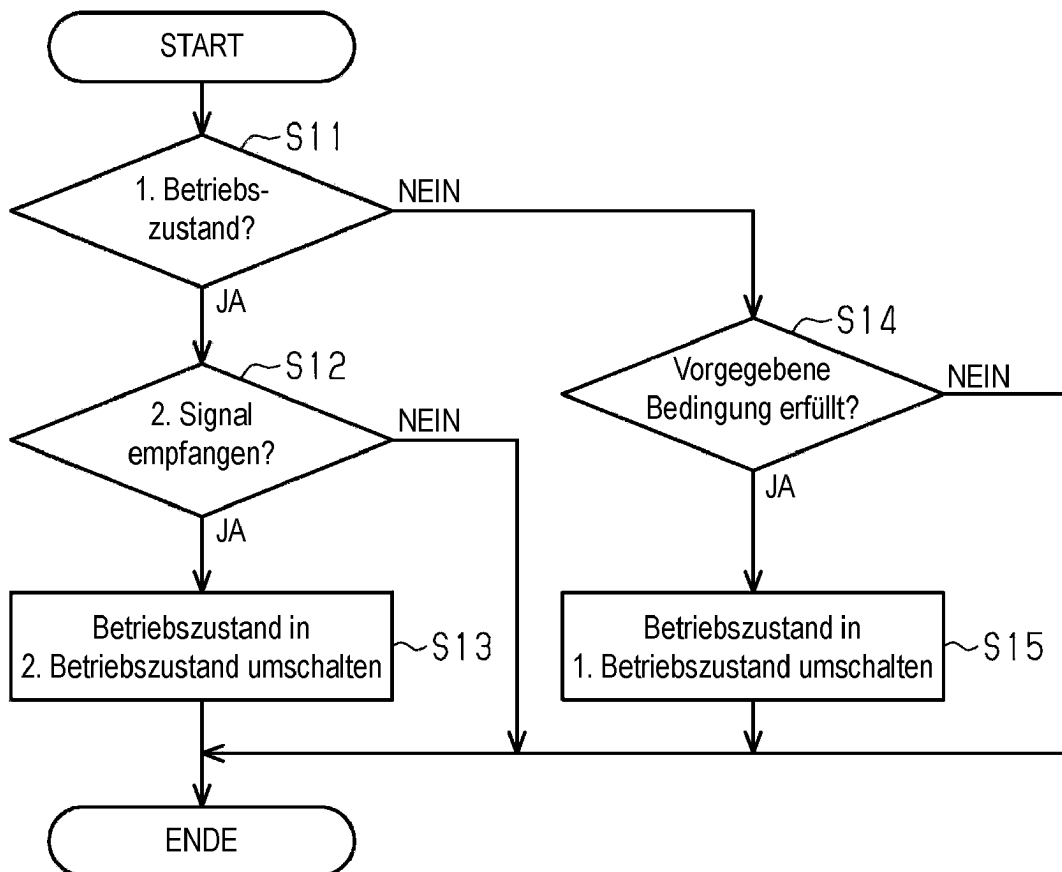 START
S11
1. Betriebs-
zustand?
NEIN
JA
S12
2. Signal
empfangen?
NEIN
JA
Betriebszustand in
2. Betriebszustand umschalten
S13
S14
Vorgegebene
Bedingung erfüllt?
NEIN
JA
Betriebszustand in
1. Betriebszustand umschalten
S15
ENDE